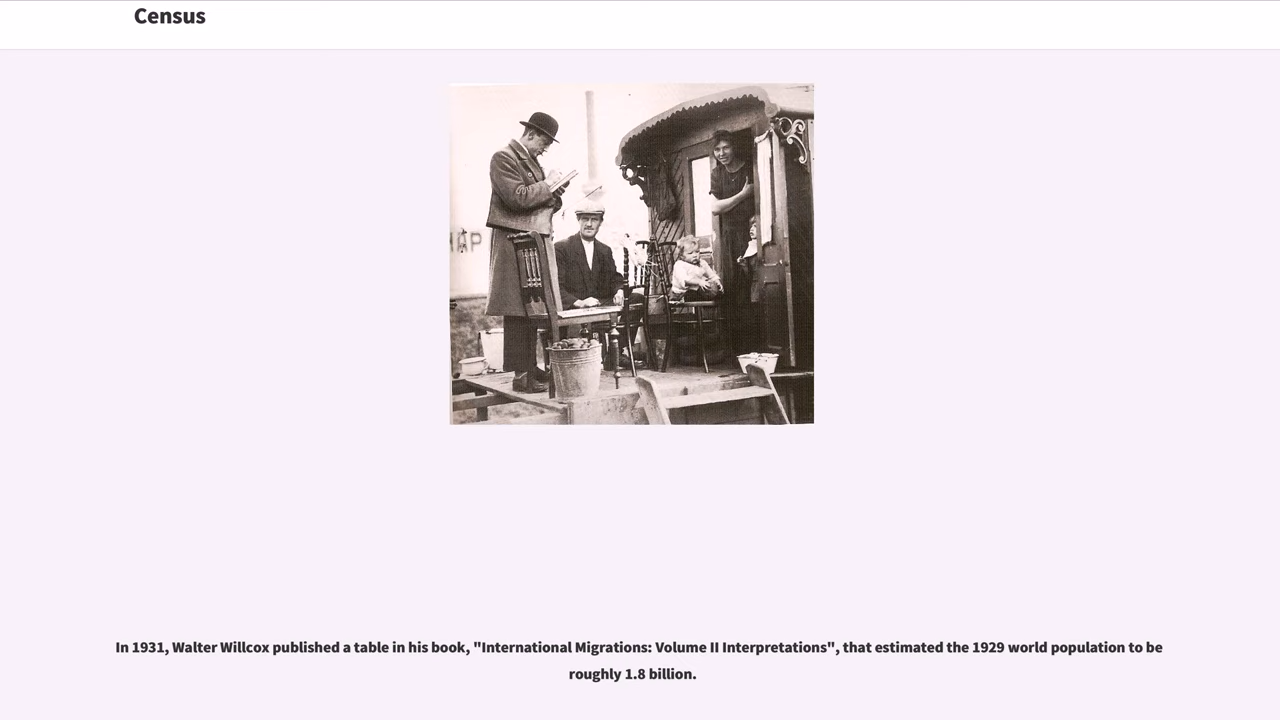 Census
In 1931, Walter Willcox published a table in his book, "International Migrations: Volume II Interpretations", that estimated the 1929 world population to be
roughly 1.8 billion.